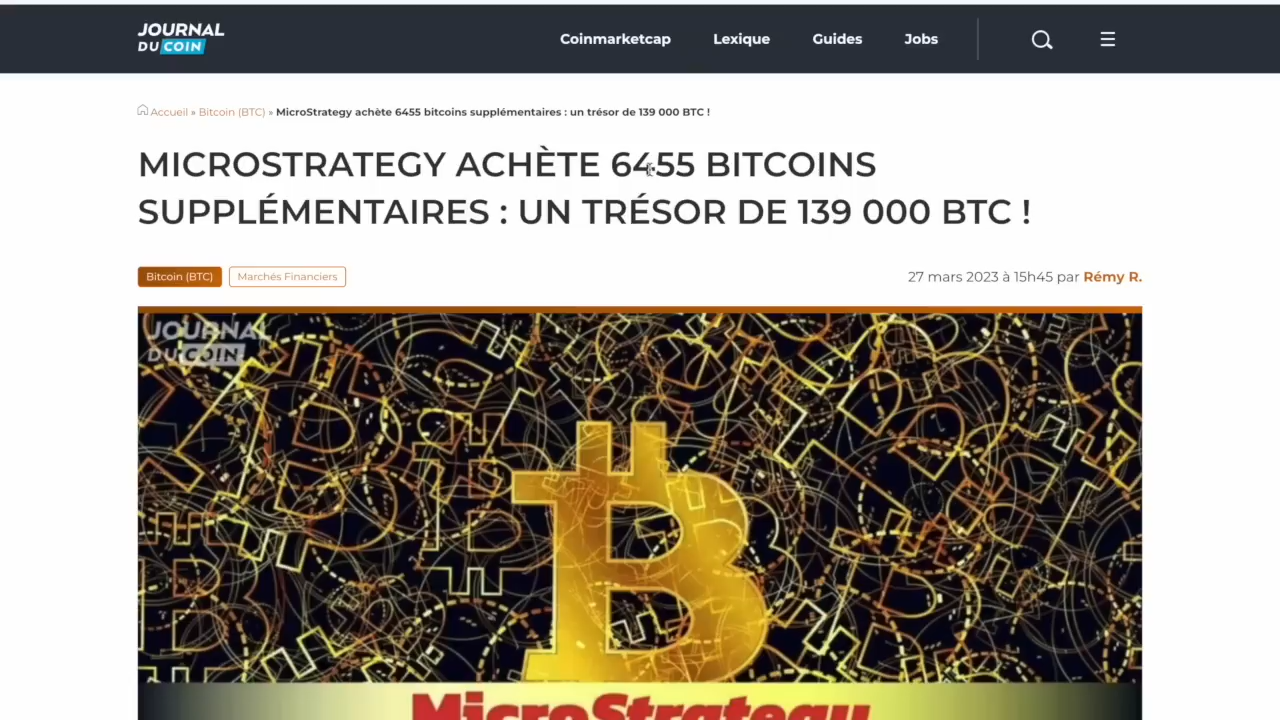 JOURNAL
DU COIN
Coinmarketcap Lexique Guides Jobs
Accueil » Bitcoin (BTC) » MicroStrategy achète 6455 bitcoins supplémentaires : un trésor de 139 000 BTC !
MICROSTRATEGY ACHÈTE 6455 BITCOINS
SUPPLÉMENTAIRES : UN TRÉSOR DE 139 000 BTC !
Bitcoin (BTC) Marchés Financiers
27 mars 2023 à 15h45 par Rémy R.
JOURNAL
DU COIN
MicroStrategy